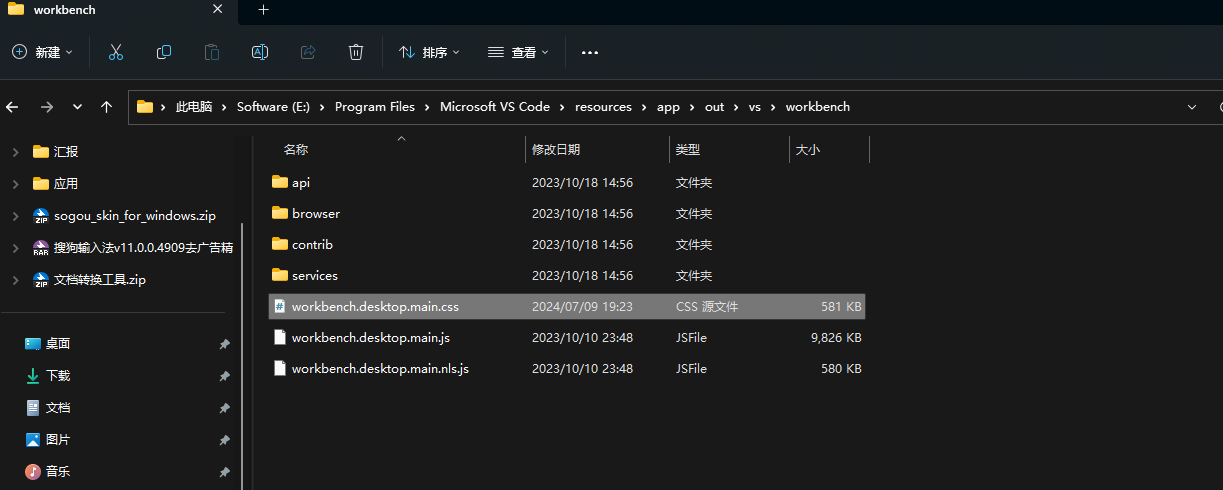 workbench
新建
排序
查看
此电脑 > Software (E:) > Program Files > Microsoft VS Code > resources > app > out > vs > workbench
汇报
应用
sogou_skin_for_windows.zip
搜狗输入法v11.0.0.4909去广告精
文档转换工具.zip
桌面
下载
文档
图片
音乐
名称 修改日期 类型 大小
api 2023/10/18 14:56 文件夹
browser 2023/10/18 14:56 文件夹
contrib 2023/10/18 14:56 文件夹
services 2023/10/18 14:56 文件夹
workbench.desktop.main.css 2024/07/09 19:23 CSS 源文件 581 KB
workbench.desktop.main.js 2023/10/10 23:48 JSFile 9,826 KB
workbench.desktop.main.nls.js 2023/10/10 23:48 JSFile 580 KB